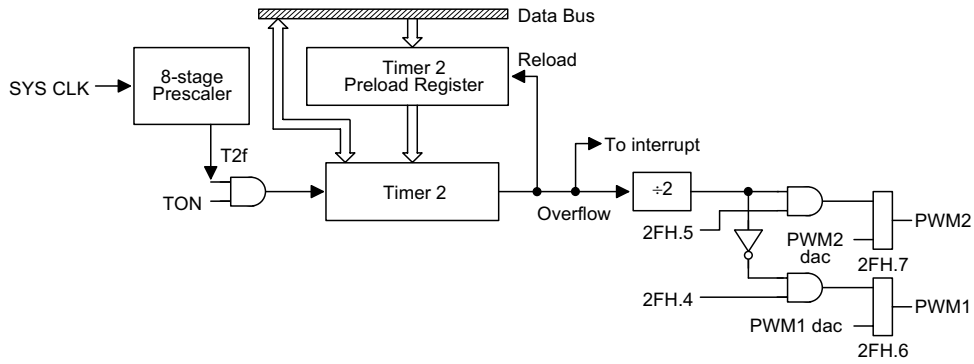 Data Bus
8-stage
Prescaler
SYS CLK
Timer 2
Preload Register
Reload
T2f
TON
Timer 2
To interrupt
Overflow
÷2
2FH.5
PWM2
PWM2
dac
2FH.7
2FH.4
PWM1
PWM1 dac
2FH.6